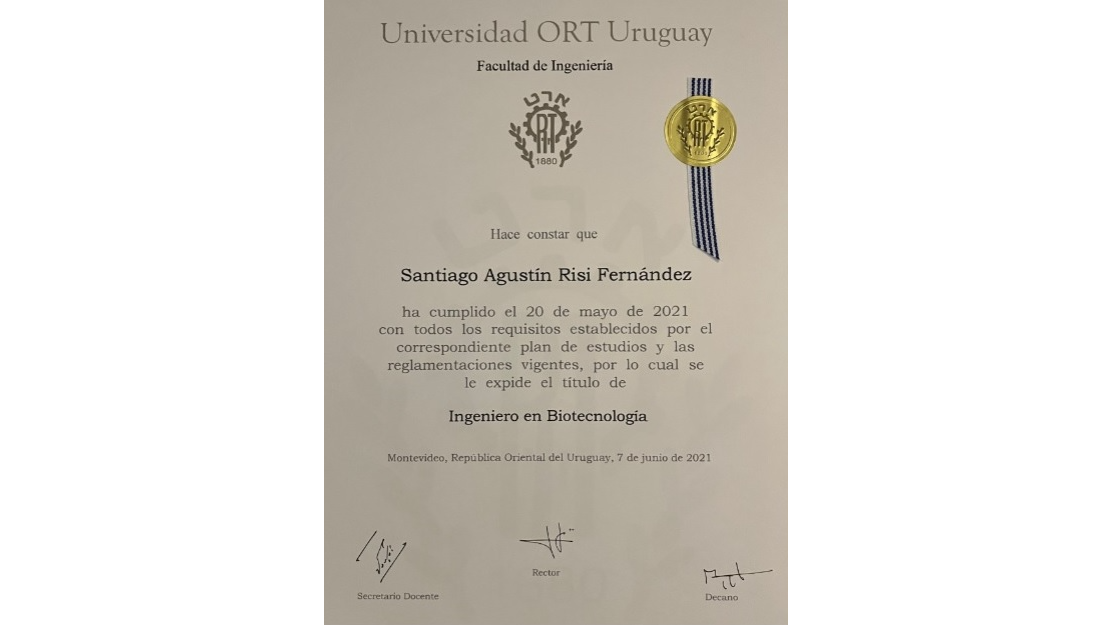 Universidad ORT Uruguay
Facultad de Ingeniería
אורט
ORT
1880
Hace constar que
Santiago Agustín Risi Fernández
ha cumplido el 20 de mayo de 2021
con todos los requisitos establecidos por el
correspondiente plan de estudios y las
reglamentaciones vigentes, por lo cual se
le expide el título de
Ingeniero en Biotecnología
Montevideo, República Oriental del Uruguay, 7 de junio de 2021
Rector
Secretario Docente
Decano